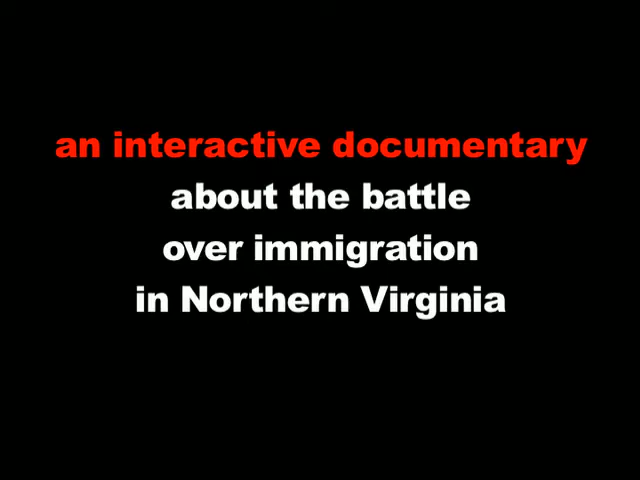 an interactive documentary
about the battle
over immigration
in Northern Virginia